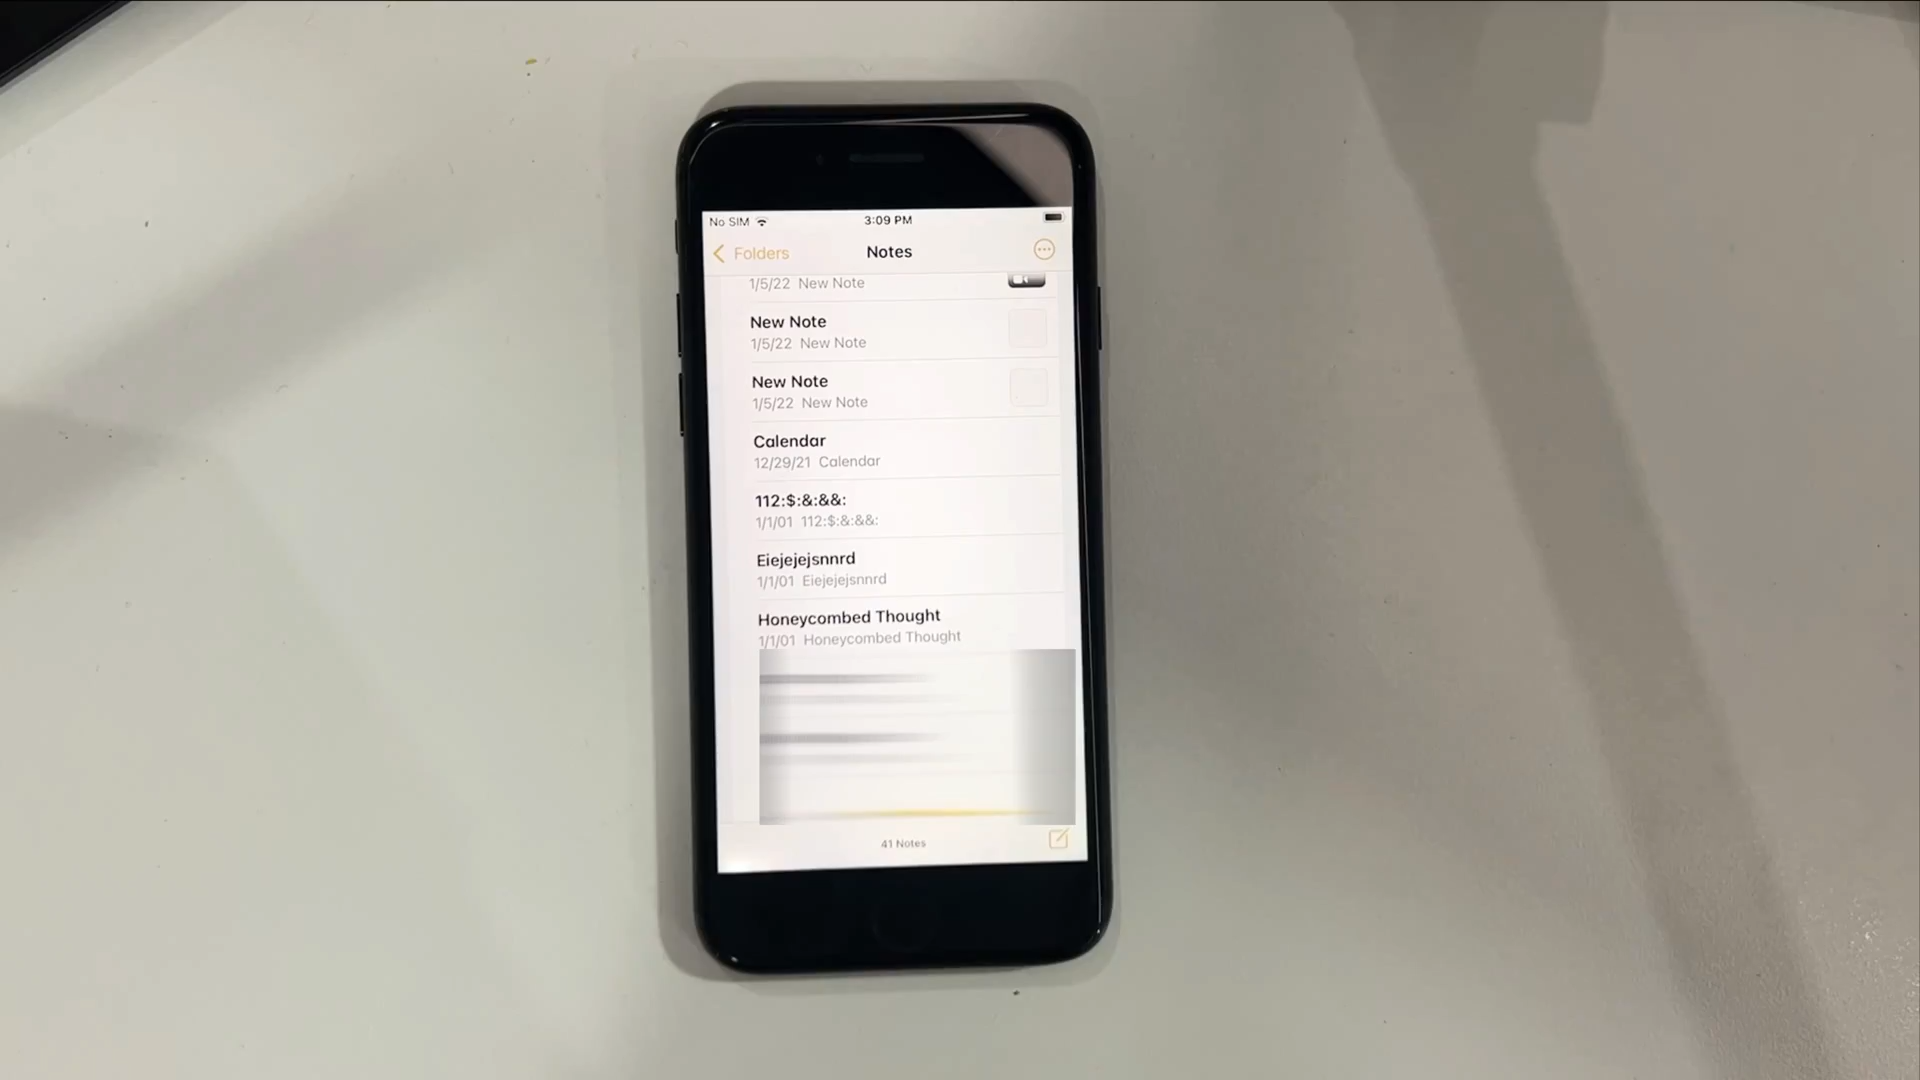 No SIM
3:09 PM
Folders
Notes
1/5/22 New Note
New Note
1/5/22 New Note
New Note
1/5/22 New Note
Calendar
12/29/21 Calendar
112:$:&:&&:
1/1/01 112:$:&:&&:
Eiejejejsnnrd
1/1/01 Eiejejejsnnrd
Honeycombed Thought
1/1/01 Honeycombed Thought
41 Notes